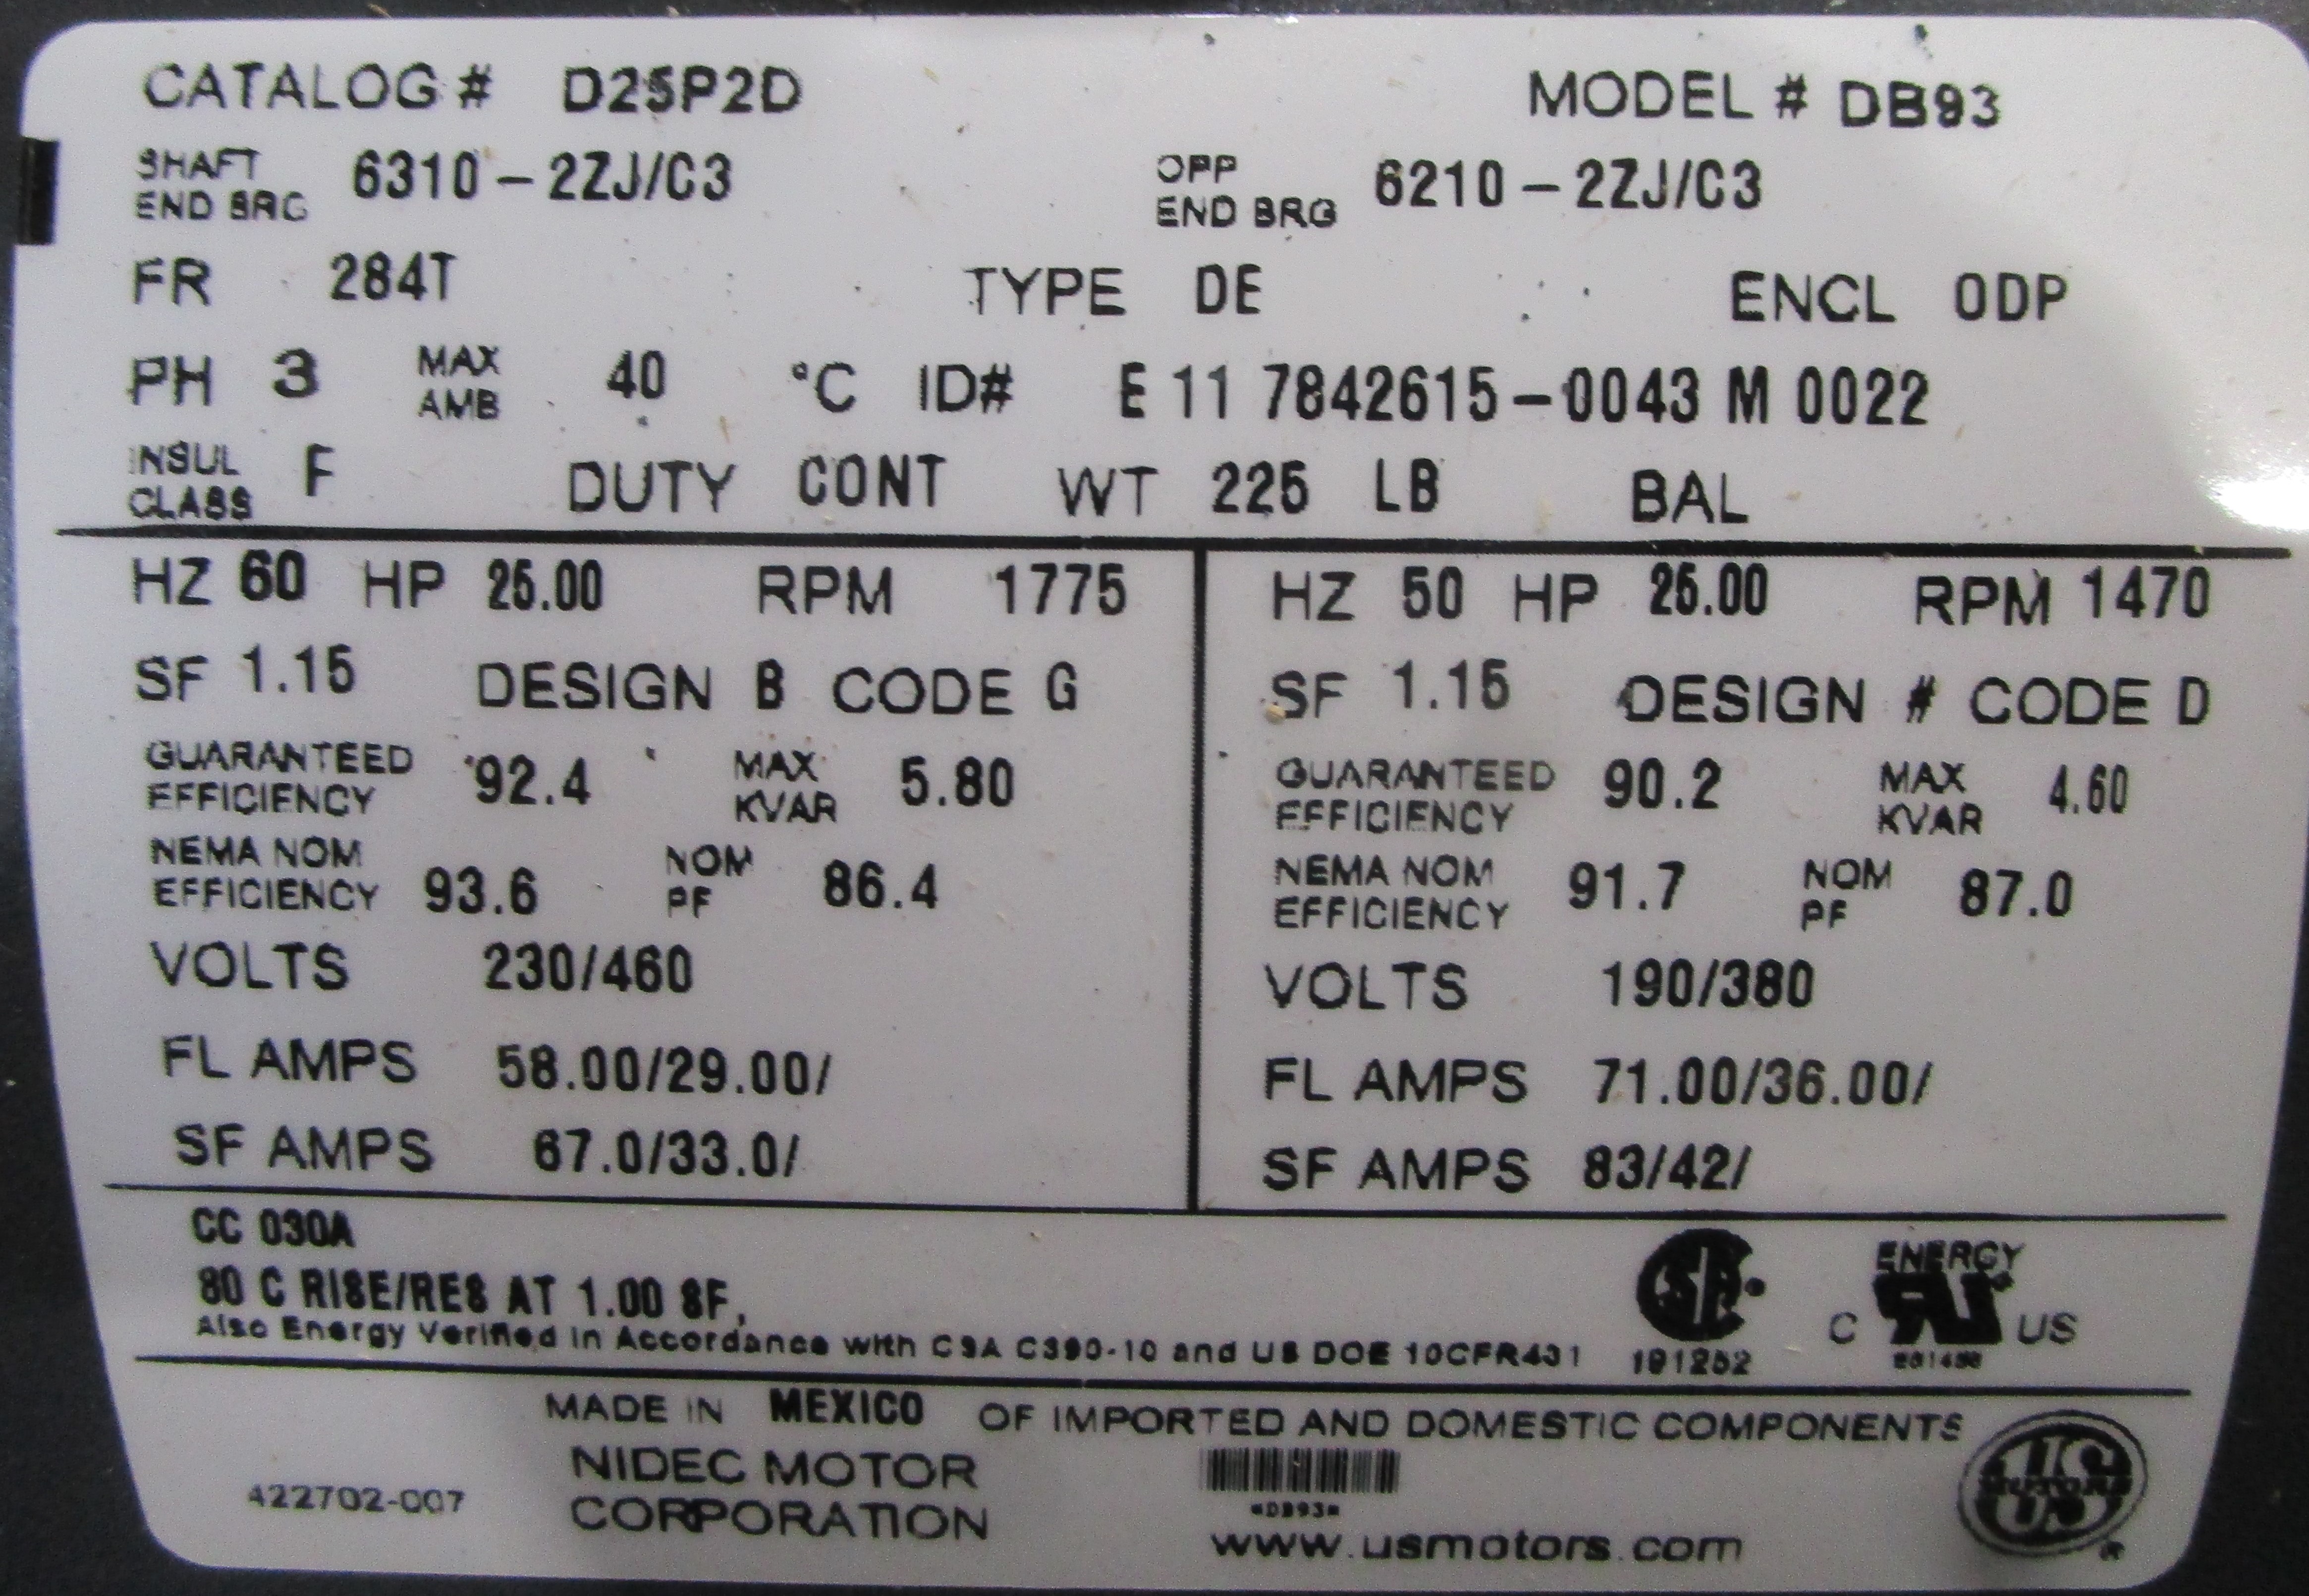 CATALOG # D25P2D MODEL # DB93
SHAFT END BRG 6310-2ZJ/C3 OPP END BRG 6210-2ZJ/C3
FR 284T TYPE DE ENCL ODP
PH 3 MAX AMB 40 °C ID# E 11 7842615-0043 M 0022
INSUL CLASS F DUTY CONT WT 225 LB BAL
HZ 60 HP 25.00 RPM 1775
SF 1.15 DESIGN B CODE G
GUARANTEED EFFICIENCY 92.4 MAX KVAR 5.80
NEMA NOM EFFICIENCY 93.6 NOM PF 86.4
VOLTS 230/460
FL AMPS 58.00/29.00/
SF AMPS 67.0/33.0/
HZ 50 HP 25.00 RPM 1470
SF 1.15 DESIGN # CODE D
GUARANTEED EFFICIENCY 90.2 MAX KVAR 4.60
NEMA NOM EFFICIENCY 91.7 NOM PF 87.0
VOLTS 190/380
FL AMPS 71.00/36.00/
SF AMPS 83/42/
CC 030A
80 C RISE/RES AT 1.00 SF,
Also Energy Verified in Accordance with CSA C390-10 and US DOE 10CFR431
191252
ENERGY
C US
MADE IN MEXICO OF IMPORTED AND DOMESTIC COMPONENTS
NIDEC MOTOR
CORPORATION
422702-007
*DB93*
www.usmotors.com
US
MOTORS
®